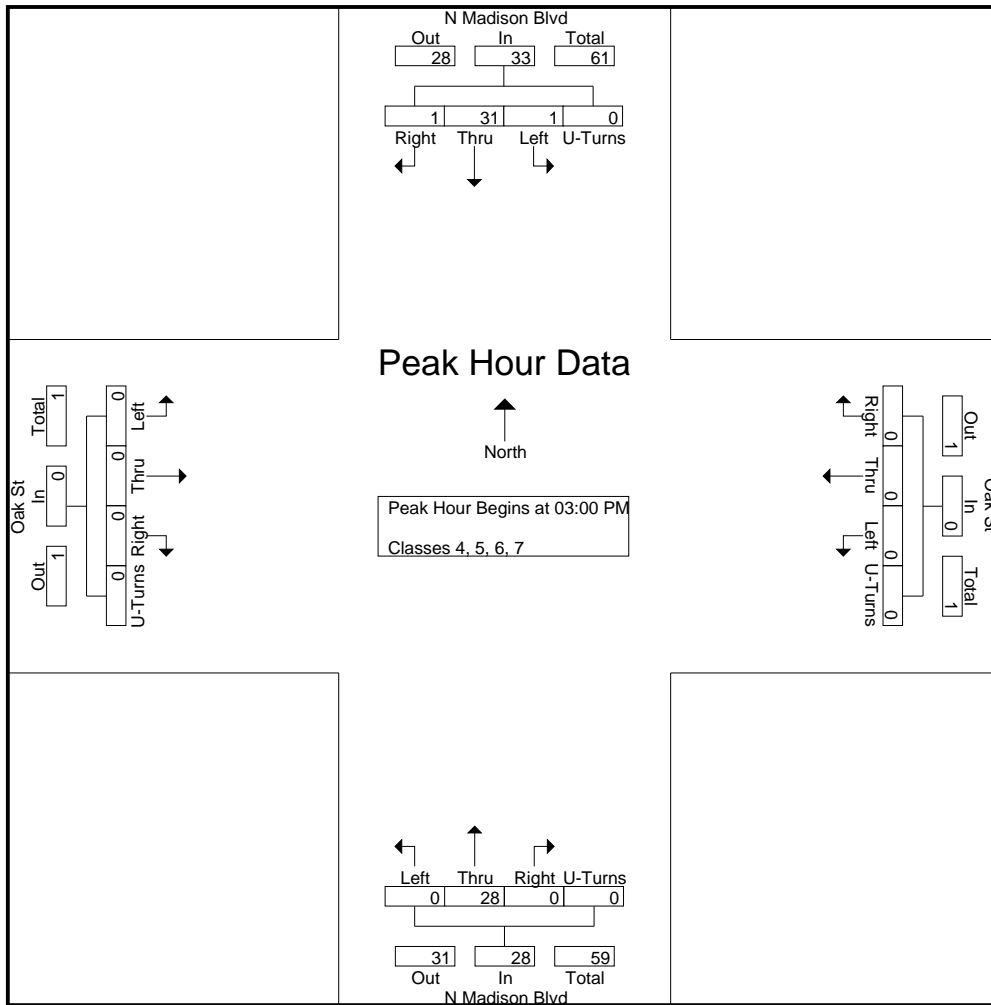 N Madison Blvd
Out In Total
28 33 61
1 31 1 0
Right Thru Left U-Turns
Peak Hour Data
North
Peak Hour Begins at 03:00 PM
Classes 4, 5, 6, 7
Oak St
Total In Out
1 0 1
0 0 0 0
Left Thru Right U-Turns
Right Thru Left U-Turns
0 0 0 0
Out In Total
1 0 1
Oak St
Left Thru Right U-Turns
0 28 0 0
31 28 59
Out In Total
N Madison Blvd